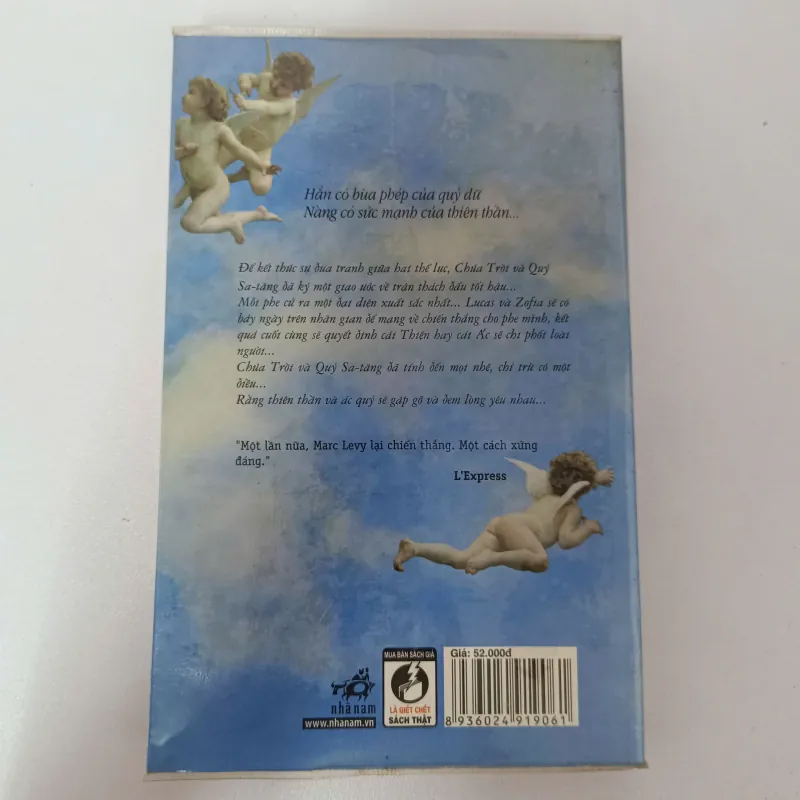 Hắn có bùa phép của quỷ dữ
Nàng có sức mạnh của thiên thần...
Để kết thúc sự đua tranh giữa hai thế lực, Chúa Trời và Quỷ
Sa-tăng đã ký một giao ước về trận thách đấu tối hậu...
Mỗi phe cử ra một đại diện xuất sắc nhất... Lucas và Zofia sẽ có
bảy ngày trên nhân gian để mang về chiến thắng cho phe mình, kết
quả cuối cùng sẽ quyết định cái Thiện hay cái Ác sẽ chi phối loài
người...
Chúa Trời và Quỷ Sa-tăng đã tính đến mọi nhẽ, chỉ trừ có một
điều...
Rằng thiên thần và ác quỷ sẽ gặp gỡ và đem lòng yêu nhau...
"Một lần nữa, Marc Levy lại chiến thắng. Một cách xứng
đáng."
L'Express
nhã nam
www.nhanam.vn
MUA BÁN SÁCH GIẢ
LÀ GIẾT CHẾT
SÁCH THẬT
Giá: 52.000đ
8 936024 919061